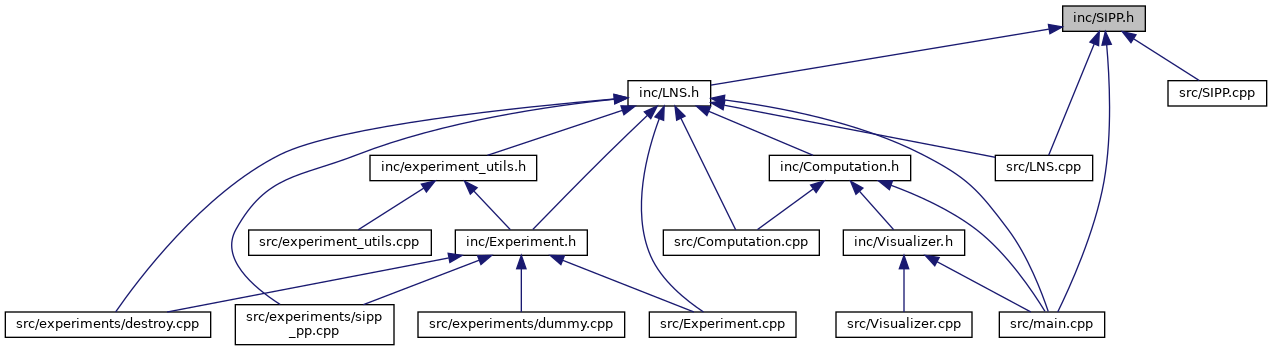 inc/SIPP.h
inc/LNS.h
src/SIPP.cpp
inc/experiment_utils.h
inc/Computation.h
src/LNS.cpp
src/experiment_utils.cpp
inc/Experiment.h
src/Computation.cpp
inc/Visualizer.h
src/experiments/destroy.cpp
src/experiments/sipp
_pp.cpp
src/experiments/dummy.cpp
src/Experiment.cpp
src/Visualizer.cpp
src/main.cpp